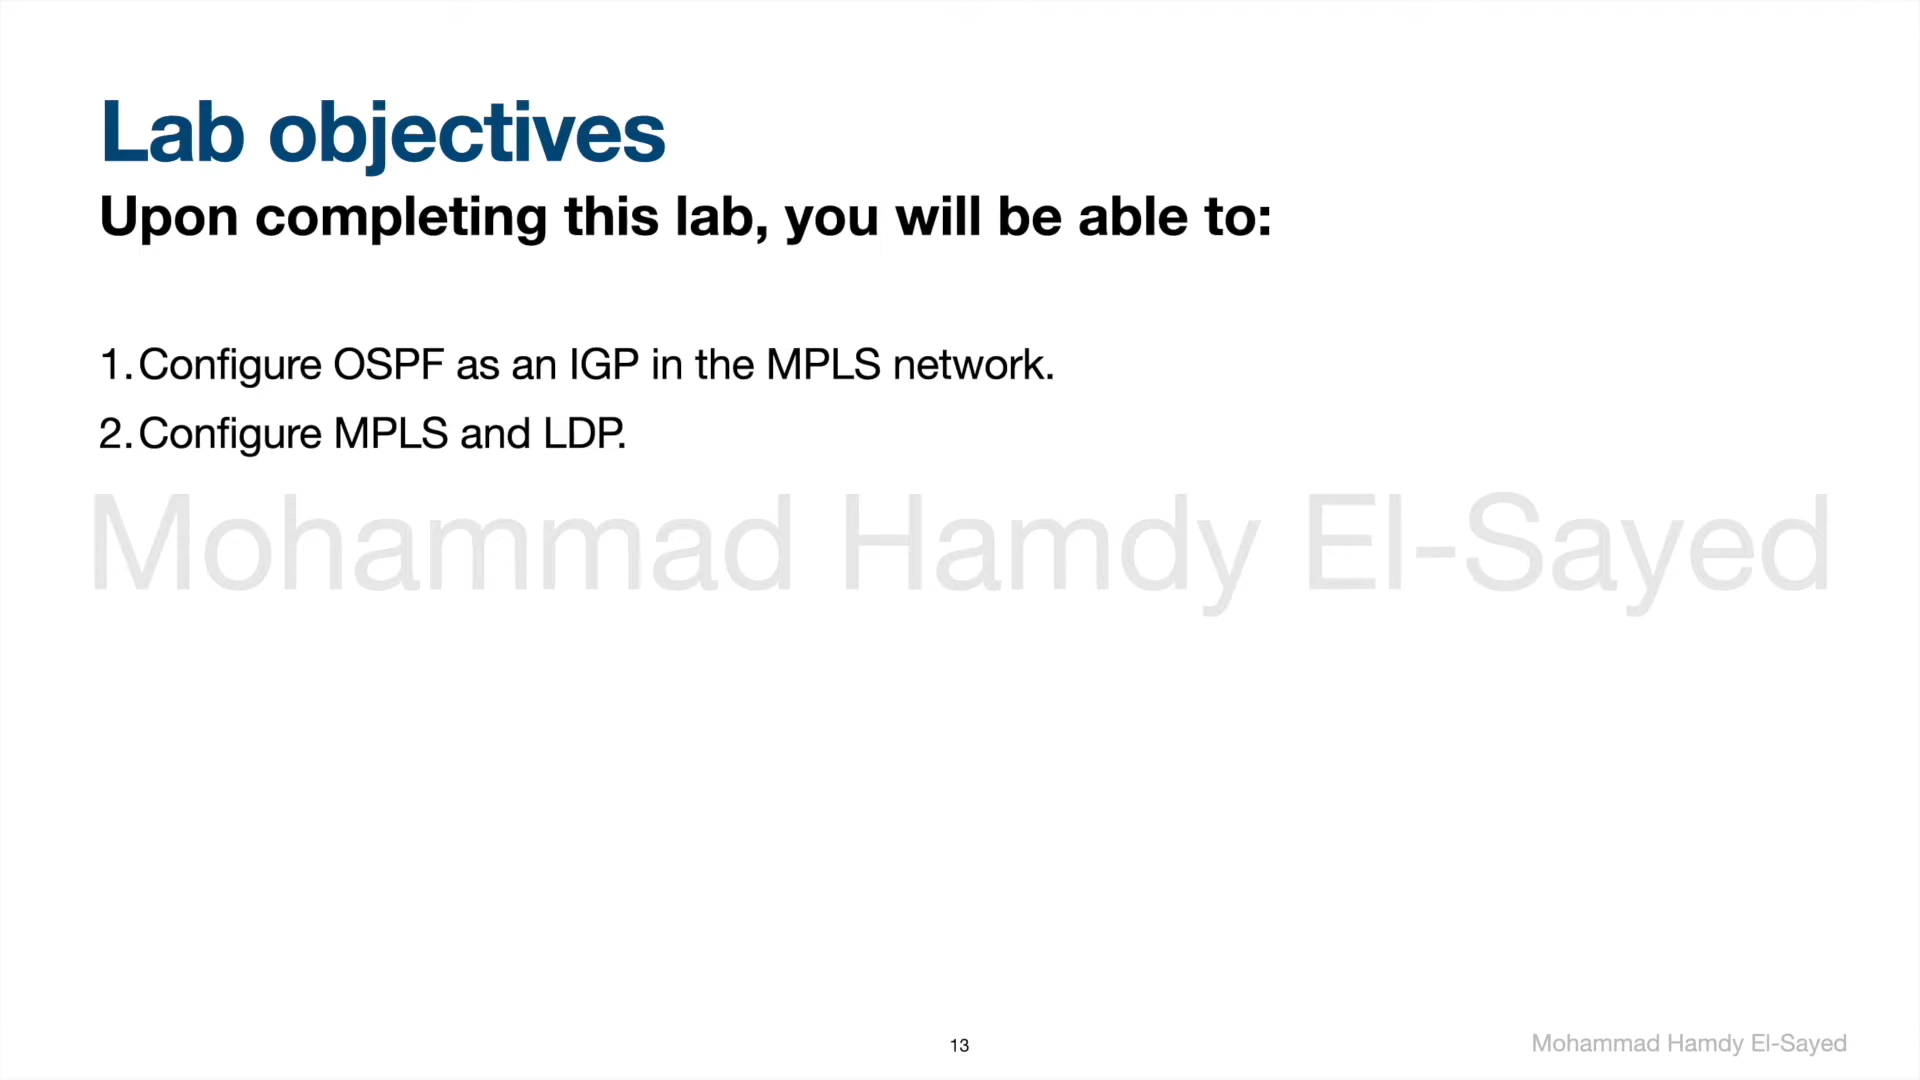 Lab objectives
Upon completing this lab, you will be able to:
1. Configure OSPF as an IGP in the MPLS network.
2. Configure MPLS and LDP.
Mohammad Hamdy El-Sayed
13
Mohammad Hamdy El-Sayed